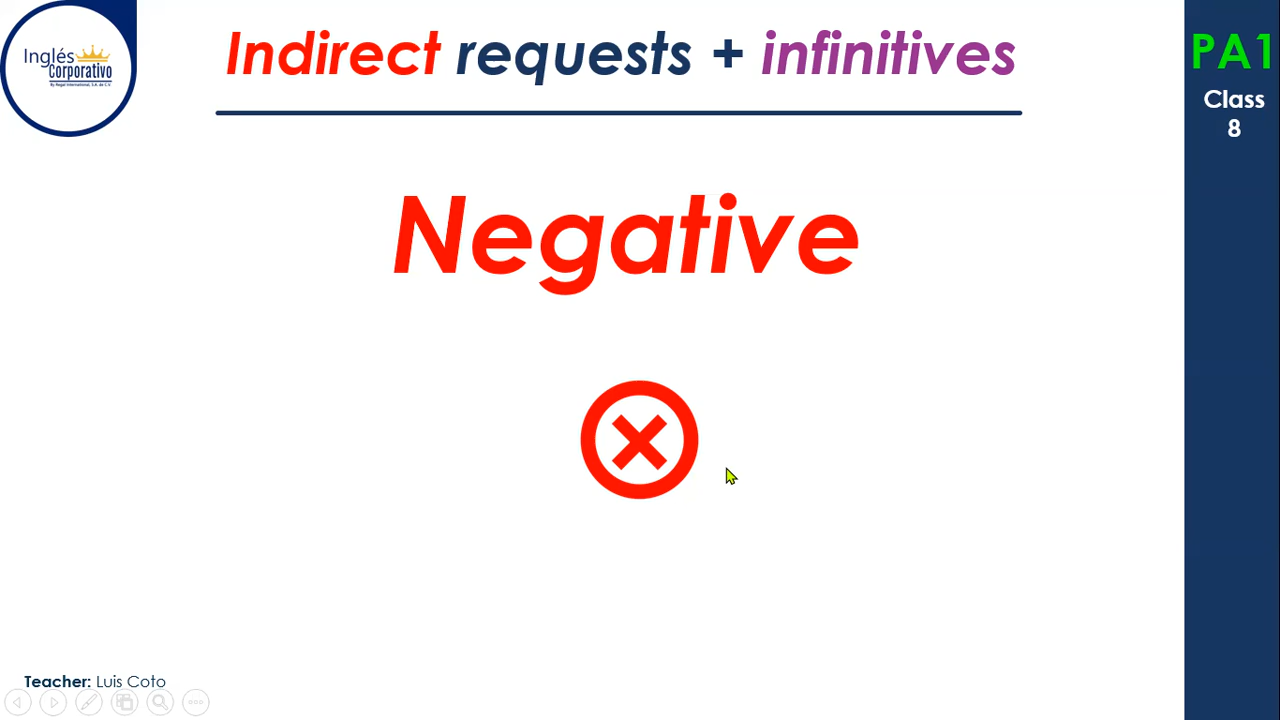 Inglés
Corporativo
By Regal International, S.A. de C.V.
Indirect requests + infinitives
PA1
Class
8
Negative
Teacher: Luis Coto